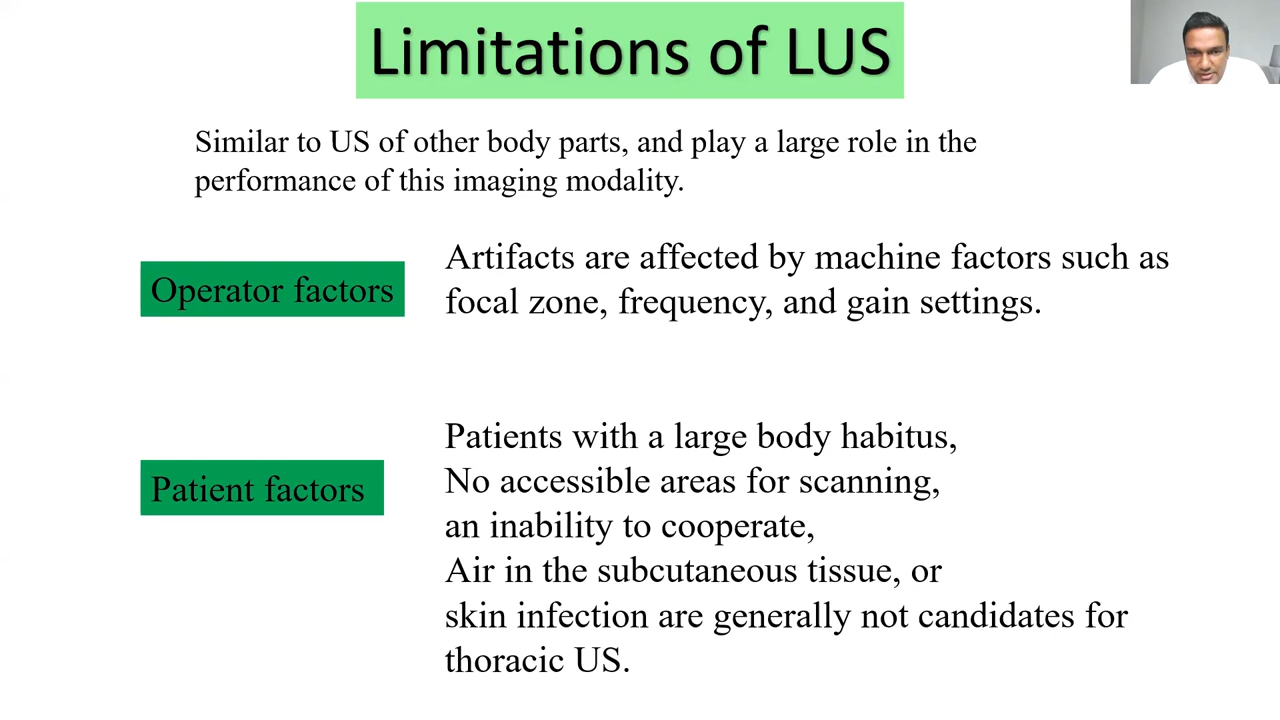 Limitations of LUS
Similar to US of other body parts, and play a large role in the
performance of this imaging modality.
Operator factors
Artifacts are affected by machine factors such as
focal zone, frequency, and gain settings.
Patient factors
Patients with a large body habitus,
No accessible areas for scanning,
an inability to cooperate,
Air in the subcutaneous tissue, or
skin infection are generally not candidates for
thoracic US.